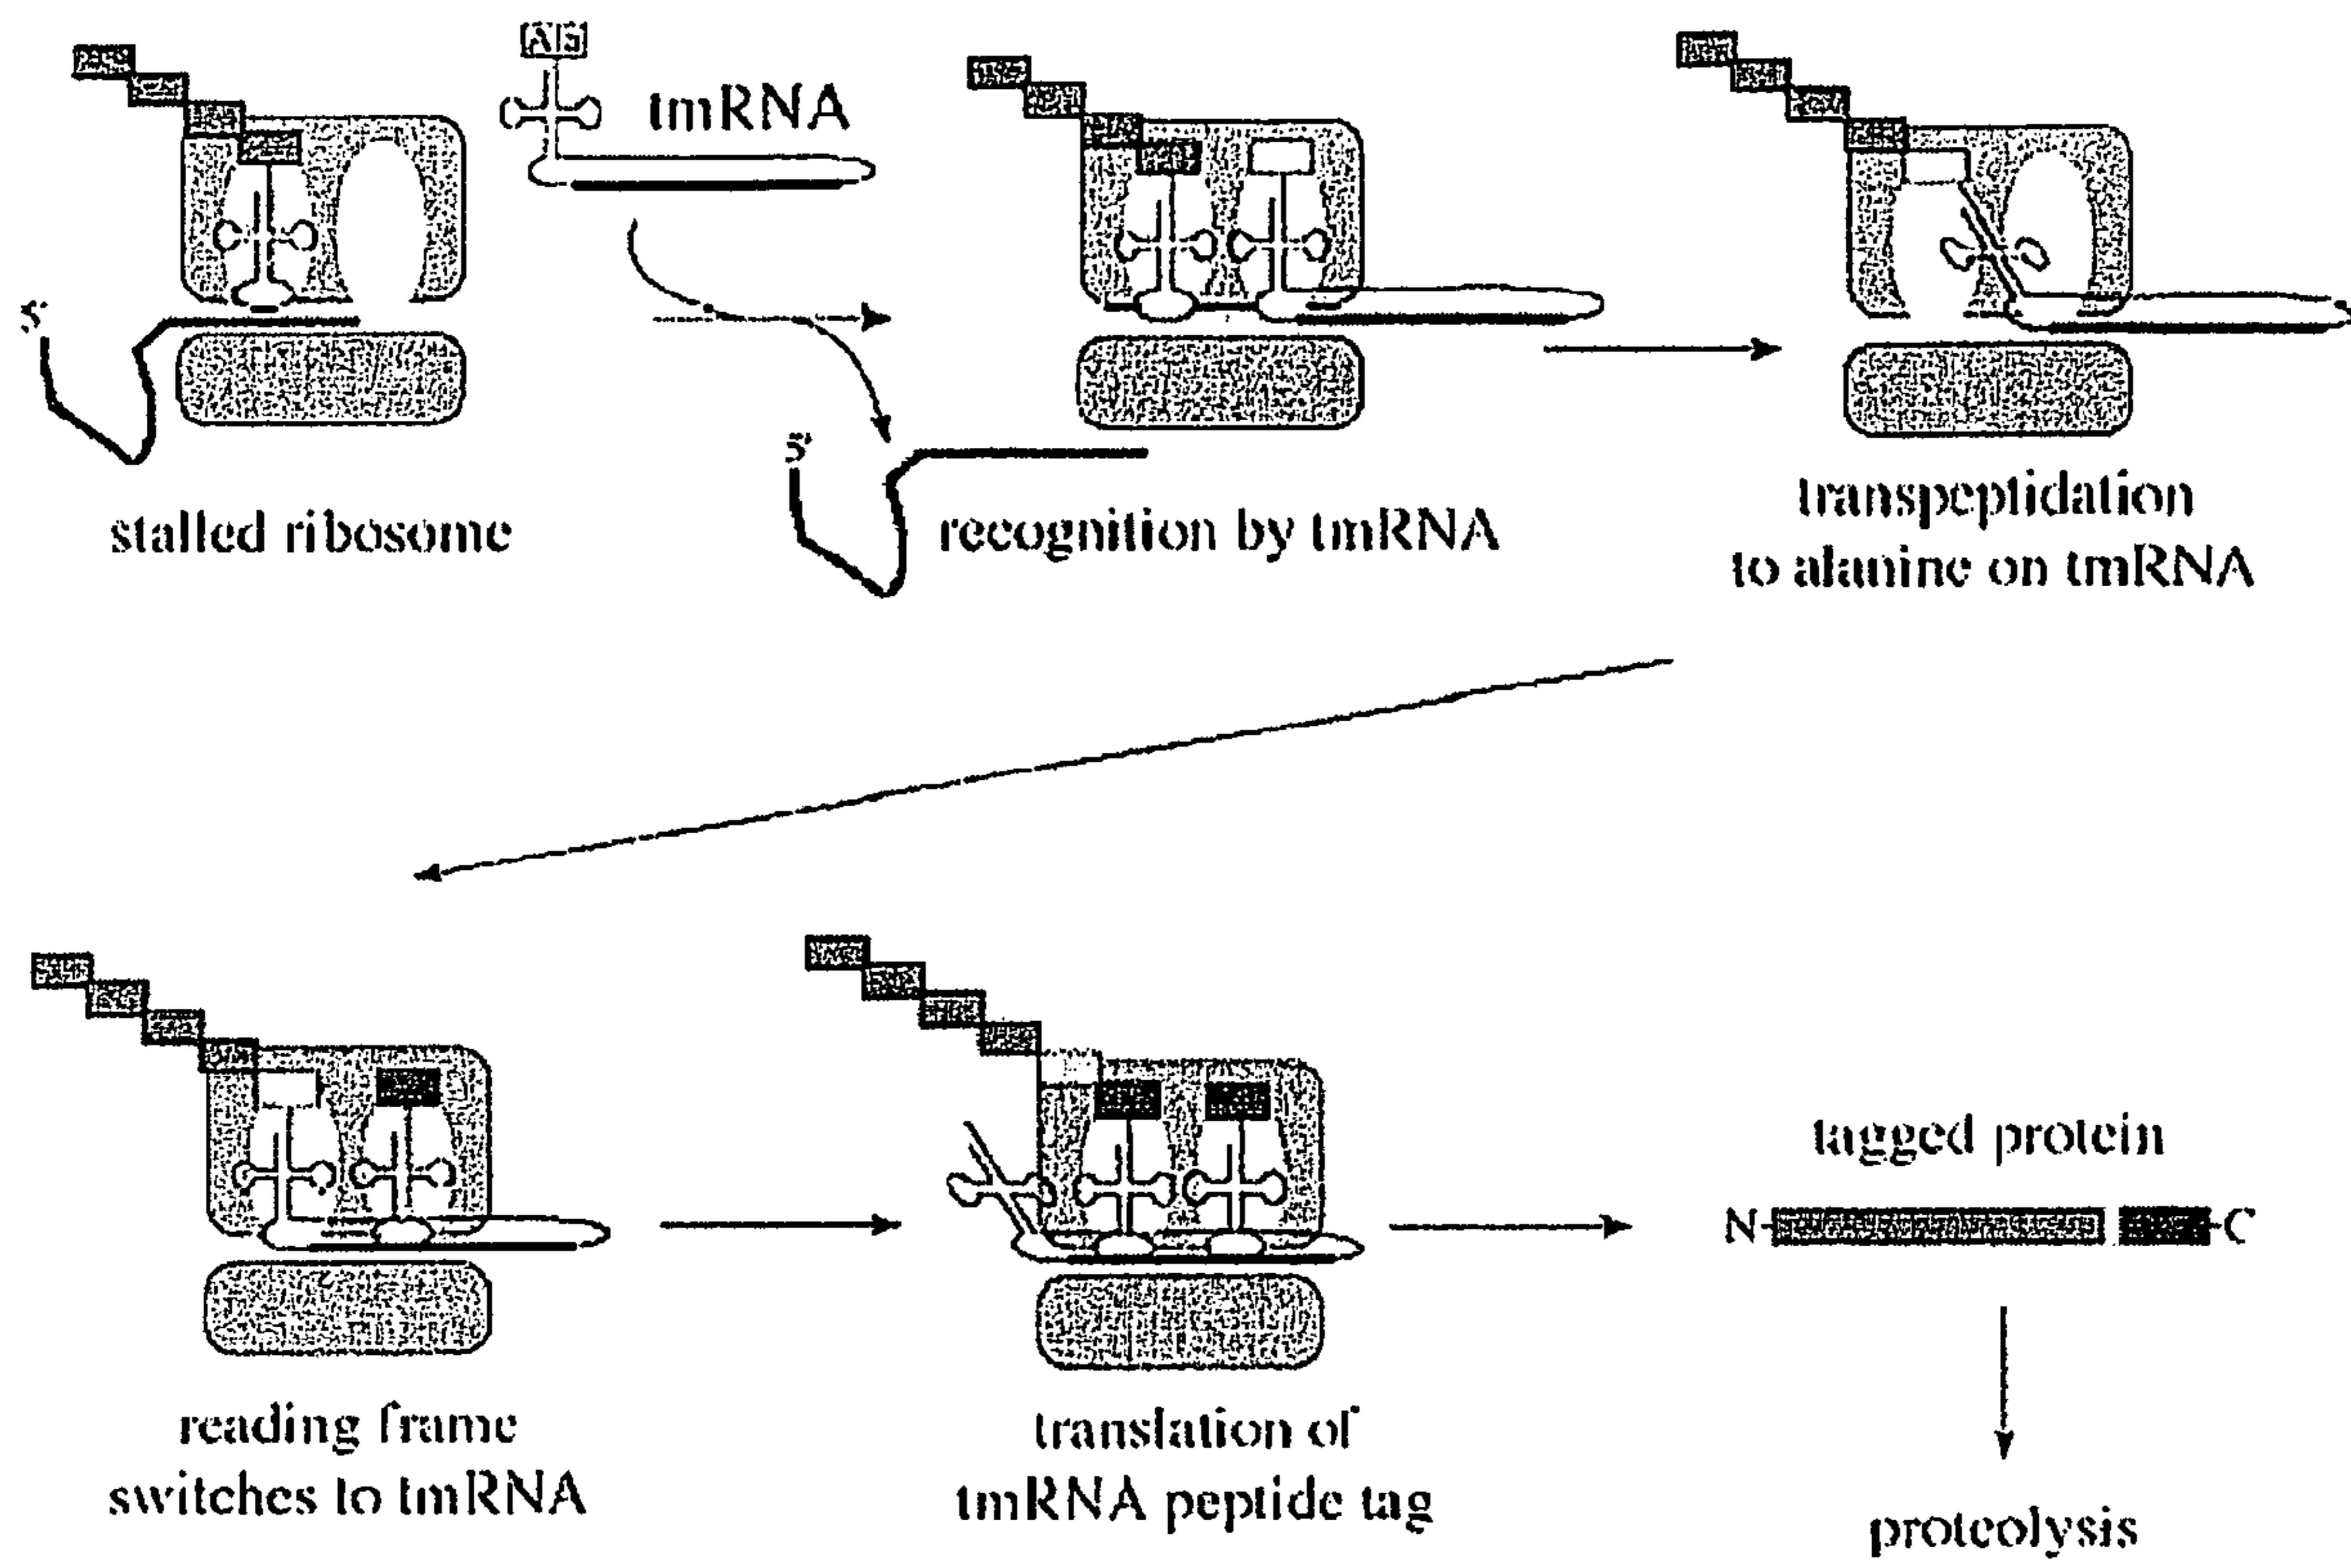 tmRNA
5'
5'
stalled ribosome
recognition by tmRNA
transpeptidation
to alanine on tmRNA
reading frame
switches to tmRNA
translation of
tmRNA peptide tag
tagged protein
N
C
proteolysis